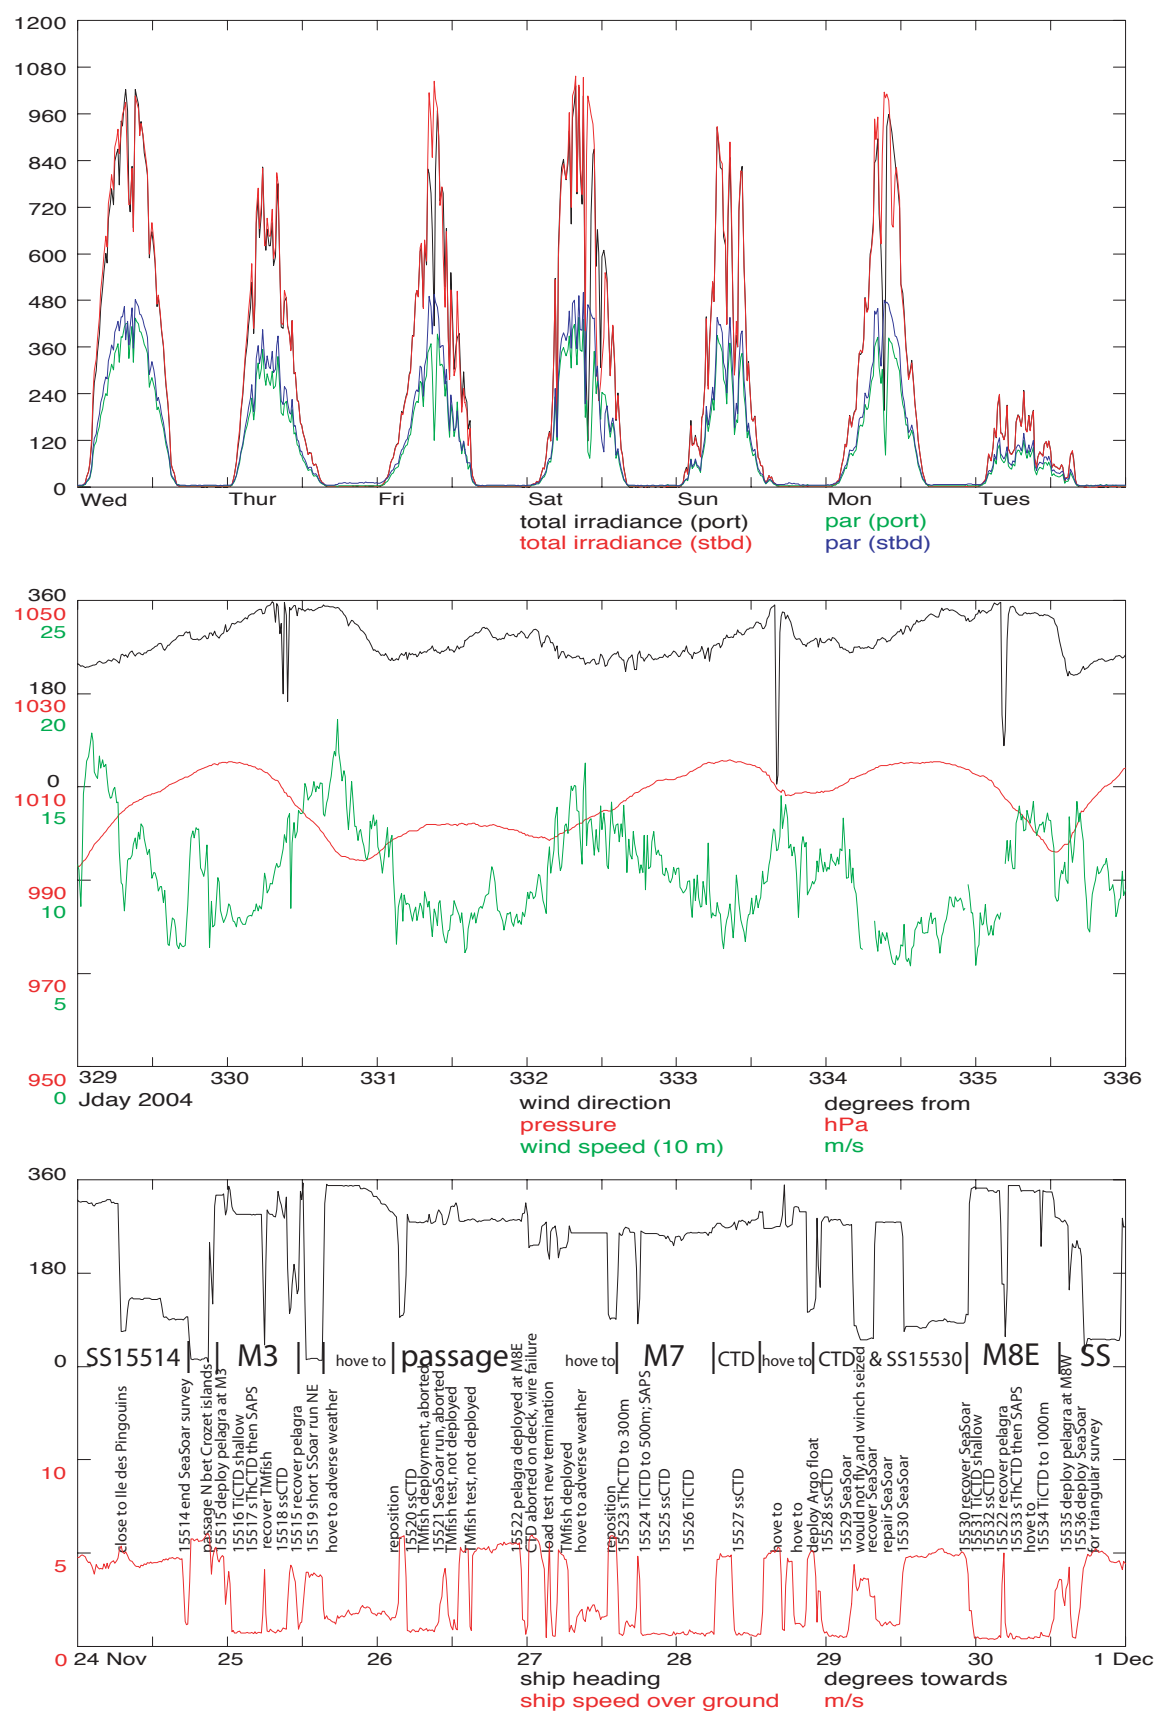 1200
1080
960
840
720
600
480
360
240
120
0
Wed Thur Fri Sat Sun Mon Tues
total irradiance (port) par (port)
total irradiance (stbd) par (stbd)
360
1050
25
180
1030
20
0
1010
15
990
10
970
5
950
0
329 330 331 332 333 334 335 336
Jday 2004
wind direction degrees from
pressure hPa
wind speed (10 m) m/s
360
180
0
10
5
0
SS15514 M3 hove to passage hove to M7 CTD hove to CTD & SS15530 M8E SS
close to Ile des Pingouins
15514 end SeaSoar survey
passage N bet Crozet islands
15515 deploy pelagra at M3
15516 TiCTD shallow
15517 sThCTD then SAPS
recover TMfish
15518 ssCTD
15515 recover pelagra
15519 short SSoar run NE
hove to adverse weather
reposition
15520 ssCTD
TMfish deployment, aborted
15521 SeaSoar run, aborted
TMfish test, not deployed
TMfish test, not deployed
15522 pelagra deployed at M8E
CTD aborted on deck, wire failure
load test new termination
TMfish deployed
hove to adverse weather
reposition
15523 sThCTD to 300m
15524 TiCTD to 500m; SAPS
15525 ssCTD
15526 TiCTD
15527 ssCTD
hove to
hove to
deploy Argo float
15528 ssCTD
15529 SeaSoar
would not fly, and winch seized
recover SeaSoar
repair SeaSoar
15530 SeaSoar
15530 recover SeaSoar
15531 TiCTD shallow
15532 ssCTD
15522 recover pelagra
15533 sThCTD then SAPS
hove to
15534 TiCTD to 1000m
15535 deploy pelagra at M8W
15536 deploy SeaSoar
for triangular survey
24 Nov 25 26 27 28 29 30 1 Dec
ship heading degrees towards
ship speed over ground m/s